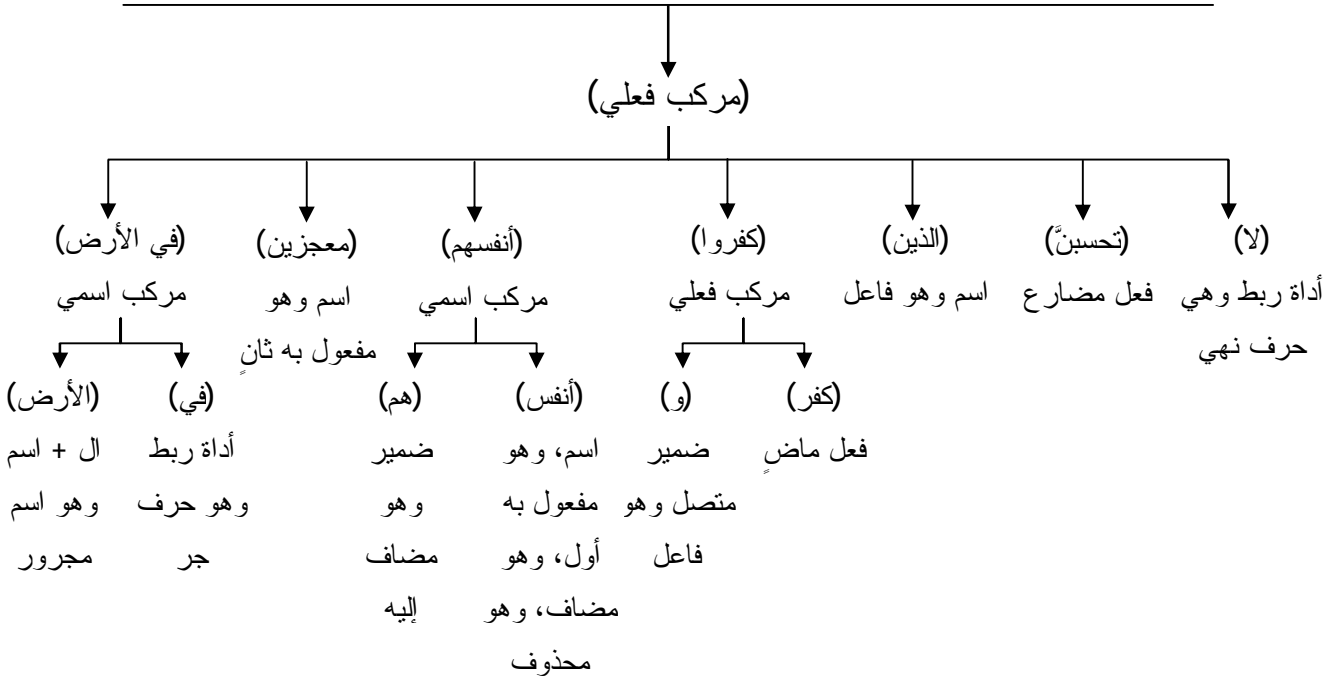 (مركب فعلي)
(لا) (تحسبنَّ) (الذين) (كفروا) (أنفسهم) (معجزين) (في الأرض)
أداة ربط وهي فعل مضارع اسم وهو فاعل مركب فعلي مركب اسمي اسم وهو مركب اسمي
حرف نهي مفعول به ثانٍ
(كفر) (و) (أنفس) (هم) (في) (الأرض)
فعل ماضٍ ضمير اسم، وهو ضمير أداة ربط ال + اسم
متصل وهو مفعول به وهو وهو حرف وهو اسم
فاعل أول، وهو مضاف جر مجرور
مضاف، وهو إليه
محذوف